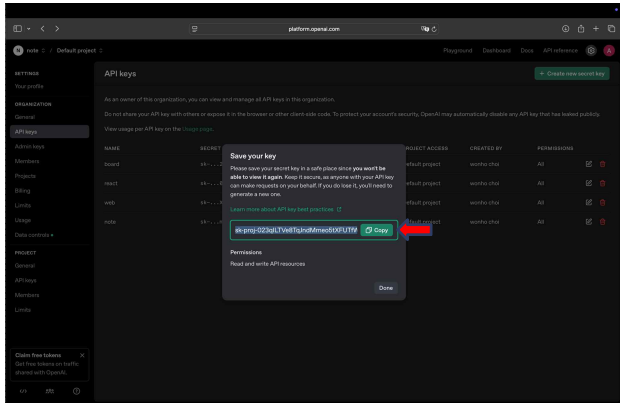 platform.openai.com
note / Default project
Playground Dashboard Docs API reference A
SETTINGS
Your profile
ORGANIZATION
General
API keys
Admin keys
Members
Projects
Billing
Limits
Usage
Data controls
PROJECT
General
API keys
Members
Limits
Claim free tokens
Get free tokens on traffic
shared with OpenAI.
API keys
+ Create new secret key
As an owner of this organization, you can view and manage all API keys in this organization.
Do not share your API key with others or expose it in the browser or other client-side code. To protect your account's security, OpenAI may automatically disable any API key that has leaked publicly.
View usage per API key on the Usage page.
NAME SECRET PROJECT ACCESS CREATED BY PERMISSIONS
board sk-... Default project wonho choi All
react sk-... Default project wonho choi All
web sk-... Default project wonho choi All
note sk-... Default project wonho choi All
Save your key
Please save your secret key in a safe place since you won't be
able to view it again. Keep it secure, as anyone with your API key
can make requests on your behalf. If you do lose it, you'll need to
generate a new one.
Learn more about API key best practices
Copy
Permissions
Read and write API resources
Done